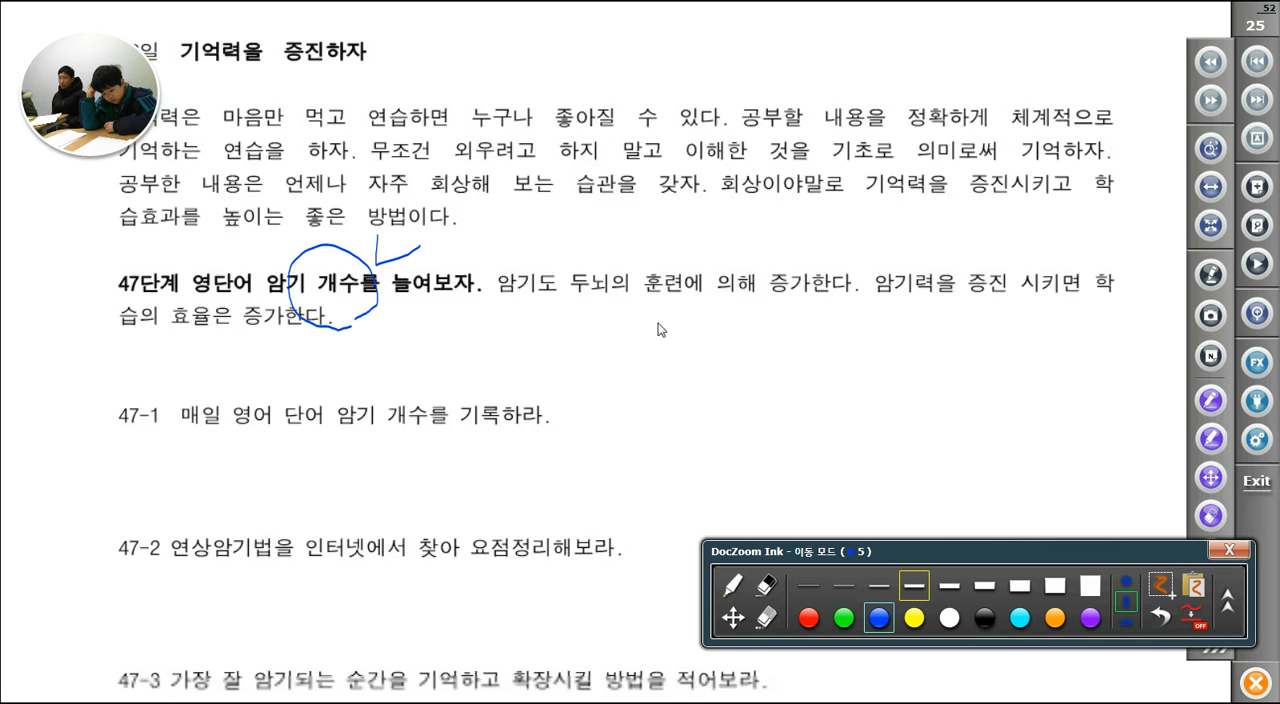 일 기억력을 증진하자
력은 마음만 먹고 연습하면 누구나 좋아질 수 있다. 공부할 내용을 정확하게 체계적으로
기억하는 연습을 하자. 무조건 외우려고 하지 말고 이해한 것을 기초로 의미로써 기억하자.
공부한 내용은 언제나 자주 회상해 보는 습관을 갖자. 회상이야말로 기억력을 증진시키고 학
습효과를 높이는 좋은 방법이다.
47단계 영단어 암기 개수를 늘여보자. 암기도 두뇌의 훈련에 의해 증가한다. 암기력을 증진 시키면 학
습의 효율은 증가한다.
47-1 매일 영어 단어 암기 개수를 기록하라.
47-2 연상암기법을 인터넷에서 찾아 요점정리해보라.
47-3 가장 잘 암기되는 순간을 기억하고 확장시킬 방법을 적어보라.
52
25
A
N
FX
Exit
DocZoom Ink - 이동 모드 ( 5 )
X
OFF